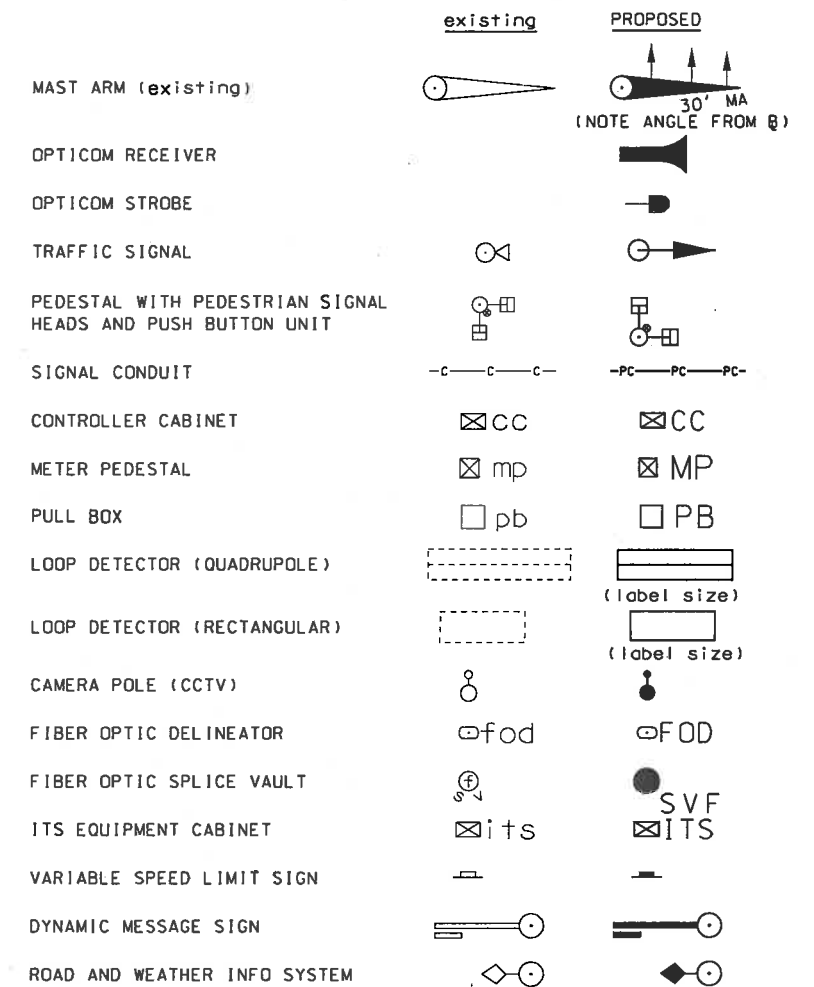 existing PROPOSED
MAST ARM (existing)
30' MA
(NOTE ANGLE FROM ⅊)
OPTICOM RECEIVER
OPTICOM STROBE
TRAFFIC SIGNAL
PEDESTAL WITH PEDESTRIAN SIGNAL
HEADS AND PUSH BUTTON UNIT
SIGNAL CONDUIT -C-C-C- -PC-PC-PC-
CONTROLLER CABINET cc CC
METER PEDESTAL mp MP
PULL BOX pb PB
LOOP DETECTOR (QUADRUPOLE)
(label size)
LOOP DETECTOR (RECTANGULAR)
(label size)
CAMERA POLE (CCTV)
FIBER OPTIC DELINEATOR fod FOD
FIBER OPTIC SPLICE VAULT f
s v SVF
ITS EQUIPMENT CABINET its ITS
VARIABLE SPEED LIMIT SIGN
DYNAMIC MESSAGE SIGN
ROAD AND WEATHER INFO SYSTEM